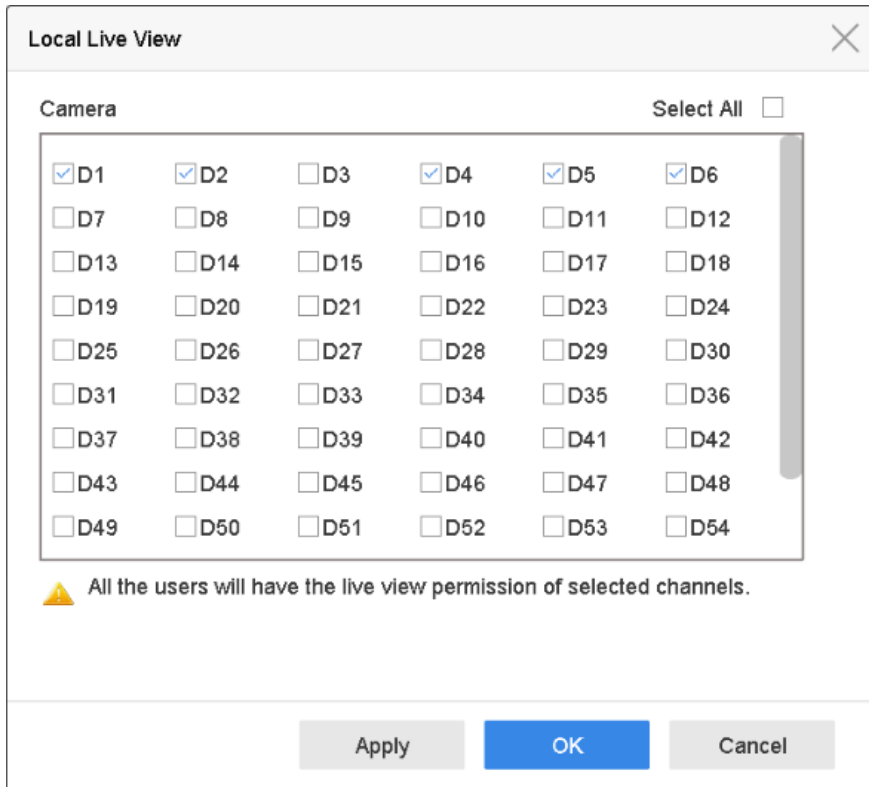 Local Live View
Camera Select All
D1 D2 D3 D4 D5 D6
D7 D8 D9 D10 D11 D12
D13 D14 D15 D16 D17 D18
D19 D20 D21 D22 D23 D24
D25 D26 D27 D28 D29 D30
D31 D32 D33 D34 D35 D36
D37 D38 D39 D40 D41 D42
D43 D44 D45 D46 D47 D48
D49 D50 D51 D52 D53 D54
All the users will have the live view permission of selected channels.
Apply OK Cancel